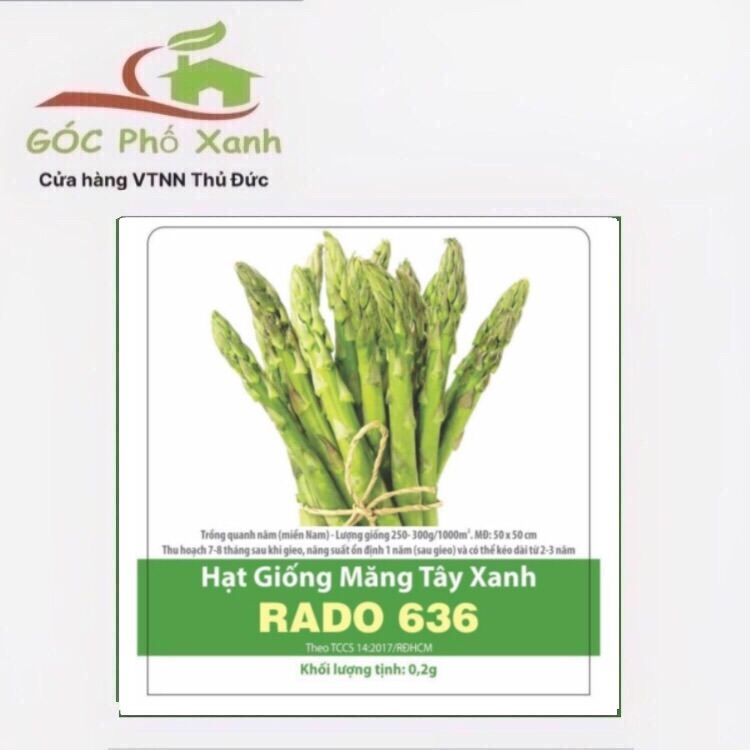 GÓC Phố Xanh
Cửa hàng VTNN Thủ Đức
Trồng quanh năm (miền Nam) - Lượng giống 250- 300g/1000m². MĐ: 50 x 50 cm
Thu hoạch 7-8 tháng sau khi gieo, năng suất ổn định 1 năm (sau gieo) và có thể kéo dài từ 2-3 năm
Hạt Giống Măng Tây Xanh
RADO 636
Theo TCCS 14:2017/RĐHCM
Khối lượng tịnh: 0,2g